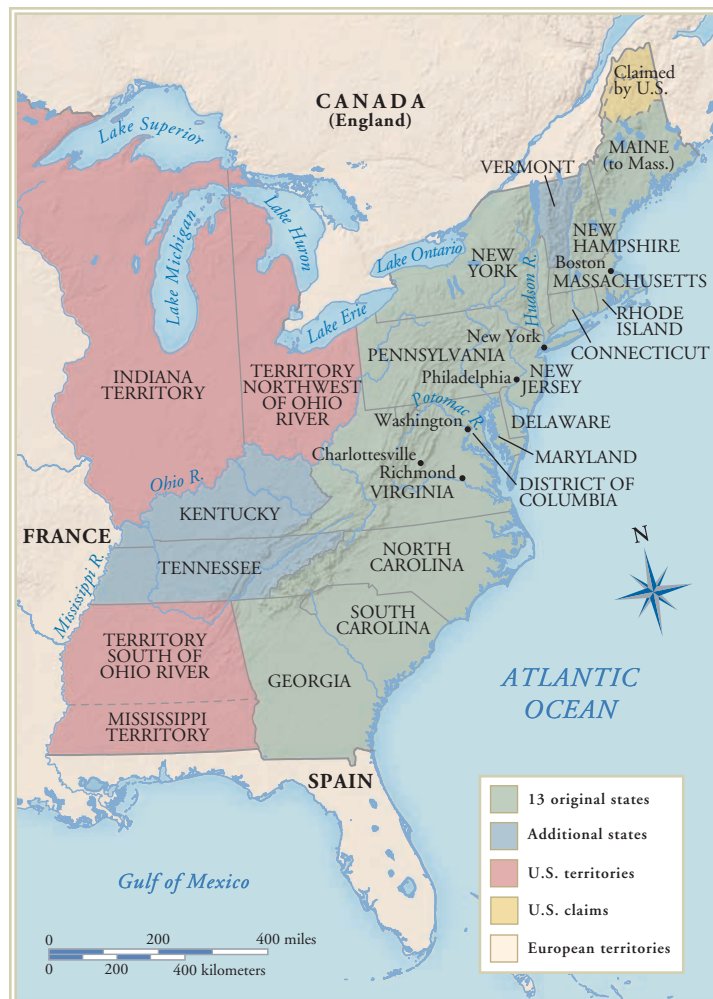 Claimed
by U.S.
CANADA
(England)
Lake Superior
MAINE
(to Mass.)
VERMONT
Lake Huron
Lake Michigan
Lake Ontario
NEW
YORK
Hudson R.
NEW
HAMPSHIRE
Boston
MASSACHUSETTS
RHODE
ISLAND
CONNECTICUT
Lake Erie
New York
PENNSYLVANIA
INDIANA
TERRITORY
TERRITORY
NORTHWEST
OF OHIO
RIVER
Philadelphia
NEW
JERSEY
Potomac R.
Washington
DELAWARE
MARYLAND
DISTRICT OF
COLUMBIA
Charlottesville
Richmond
VIRGINIA
Ohio R.
KENTUCKY
FRANCE
TENNESSEE
NORTH
CAROLINA
N
Mississippi R.
SOUTH
CAROLINA
TERRITORY
SOUTH OF
OHIO RIVER
GEORGIA
ATLANTIC
OCEAN
MISSISSIPPI
TERRITORY
SPAIN
Gulf of Mexico
13 original states
Additional states
U.S. territories
U.S. claims
European territories
0 200 400 miles
0 200 400 kilometers